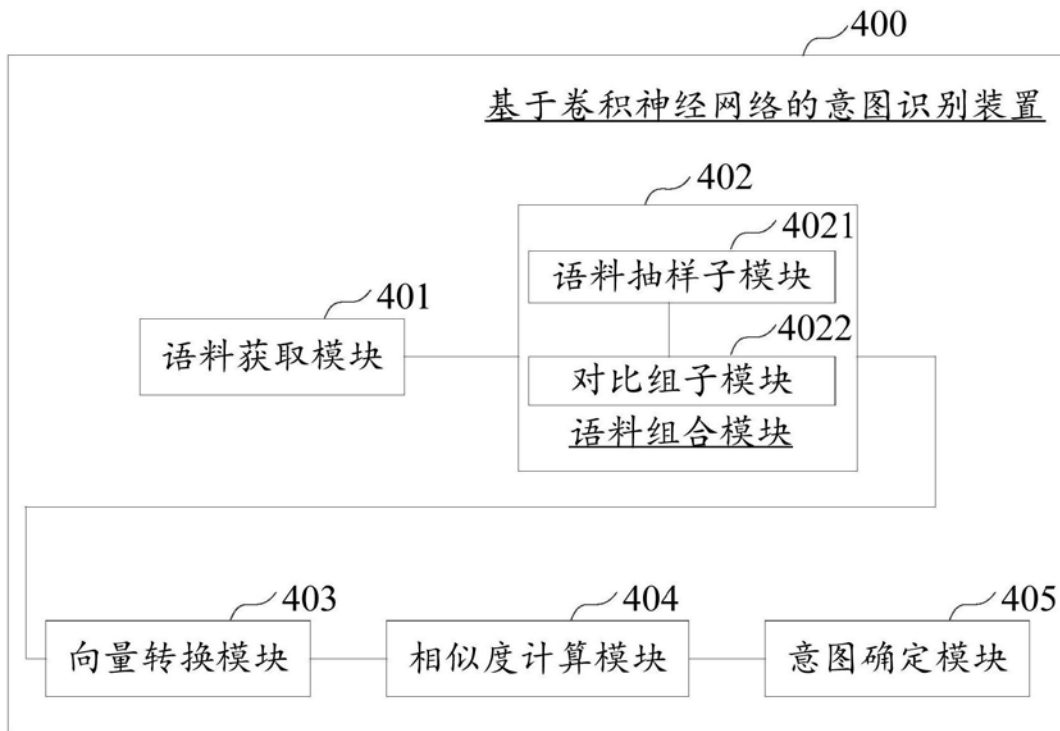 400
基于卷积神经网络的意图识别装置
402
4021
语料抽样子模块
401
4022
语料获取模块
对比组子模块
语料组合模块
403
404
405
向量转换模块
相似度计算模块
意图确定模块